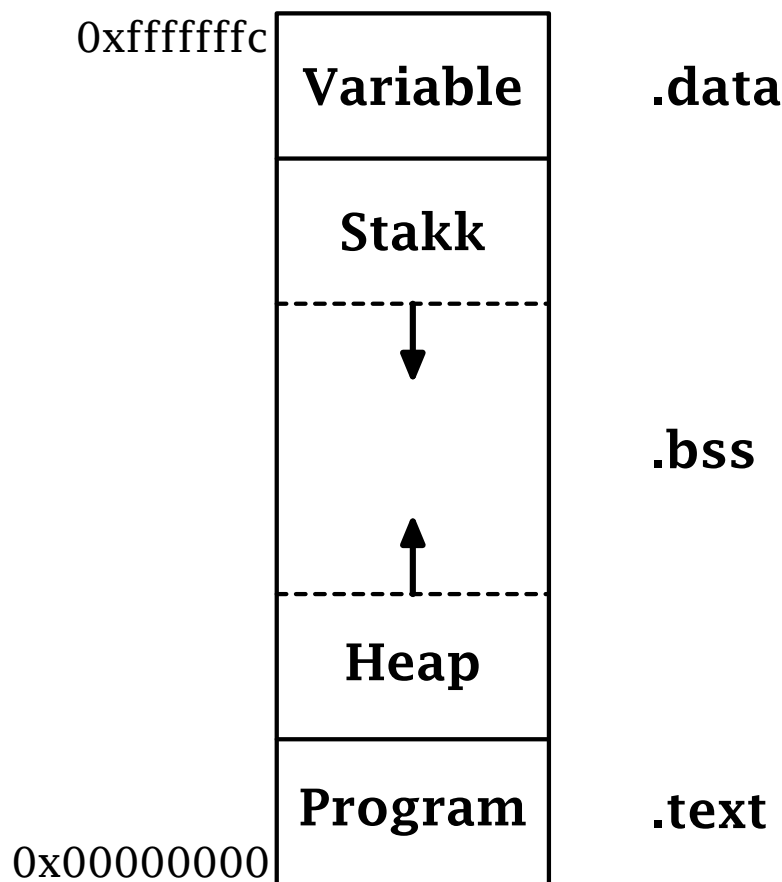 0xfffffffc
Variable .data
Stakk
.bss
Heap
Program .text
0x00000000